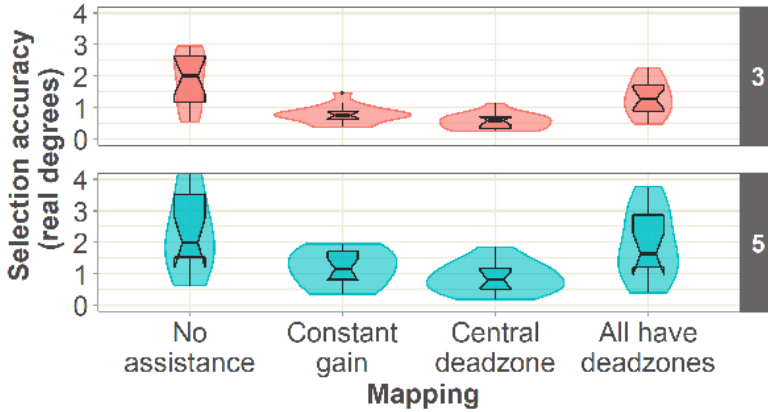 Selection accuracy
(real degrees)
4
3
2
1
0
3
4
3
2
1
0
5
No
assistance
Constant
gain
Central
deadzone
All have
deadzones
Mapping